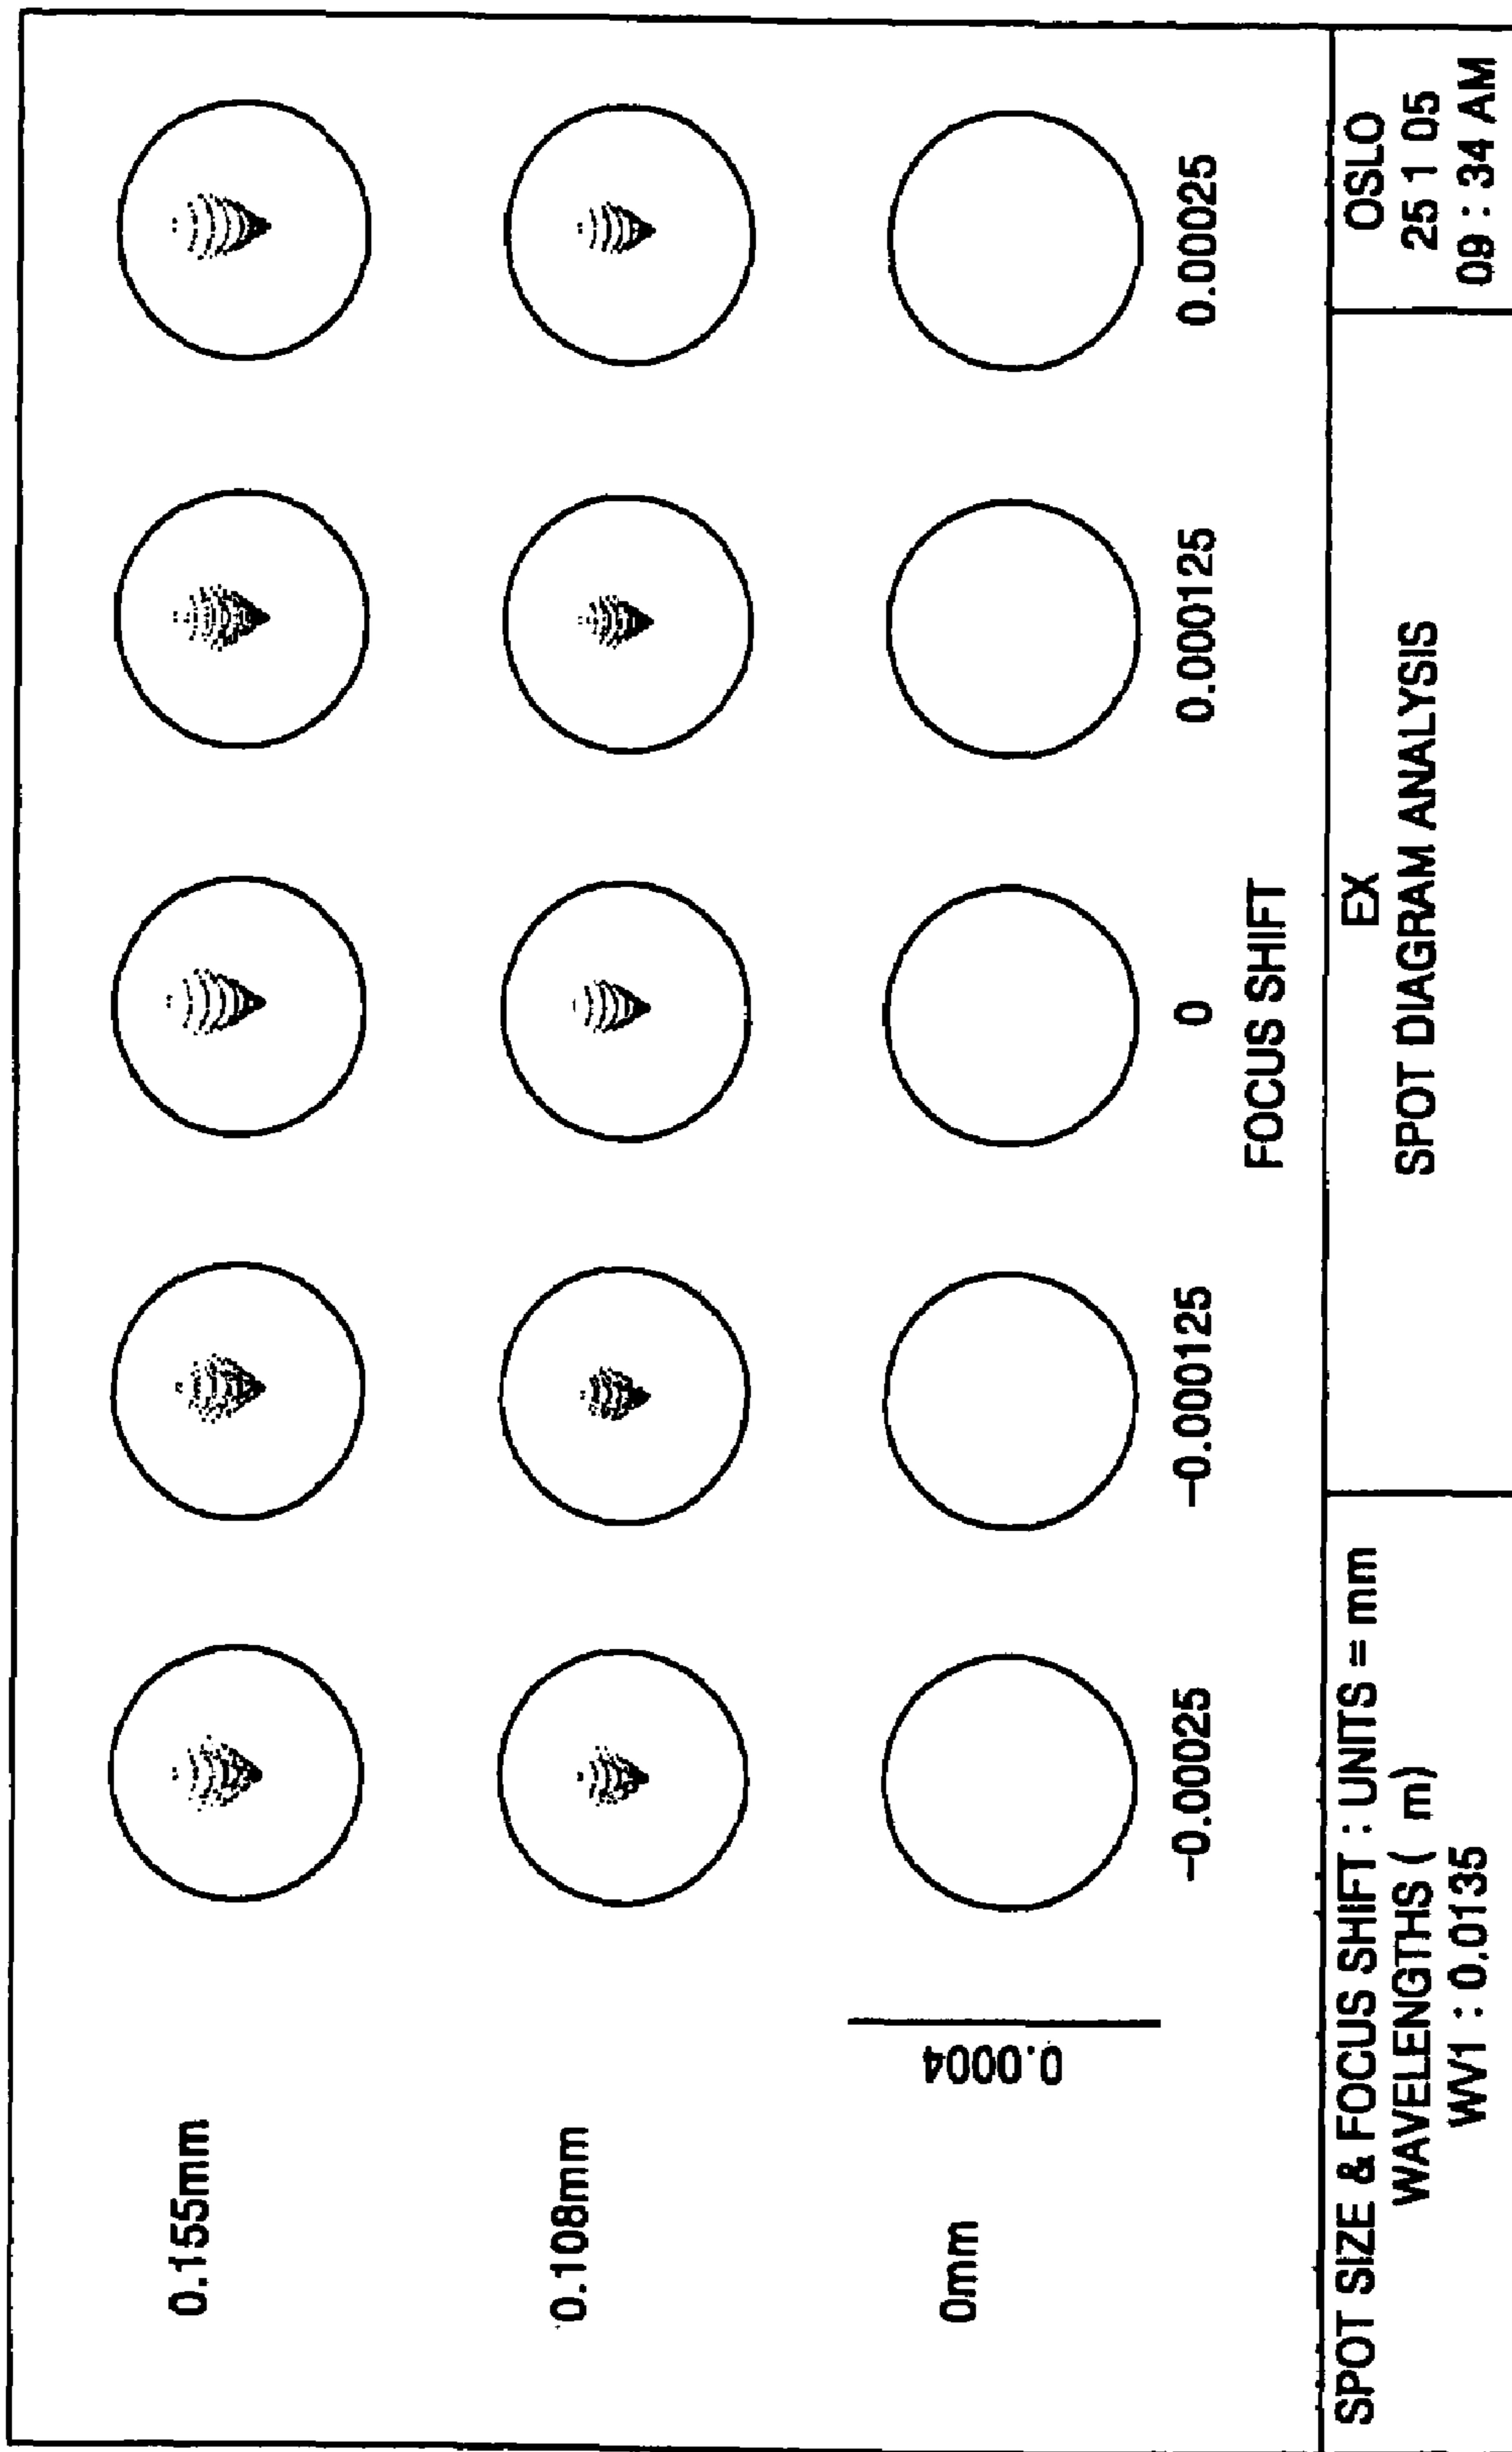 0.155mm
0.108mm
0mm
0.0004
−0.00025
−0.000125
0
0.000125
0.00025
FOCUS SHIFT
SPOT SIZE & FOCUS SHIFT : UNITS = mm
WAVELENGTHS ( m)
WV1 : 0.0135
EX
SPOT DIAGRAM ANALYSIS
OSLO
25 1 05
09 : 34 AM